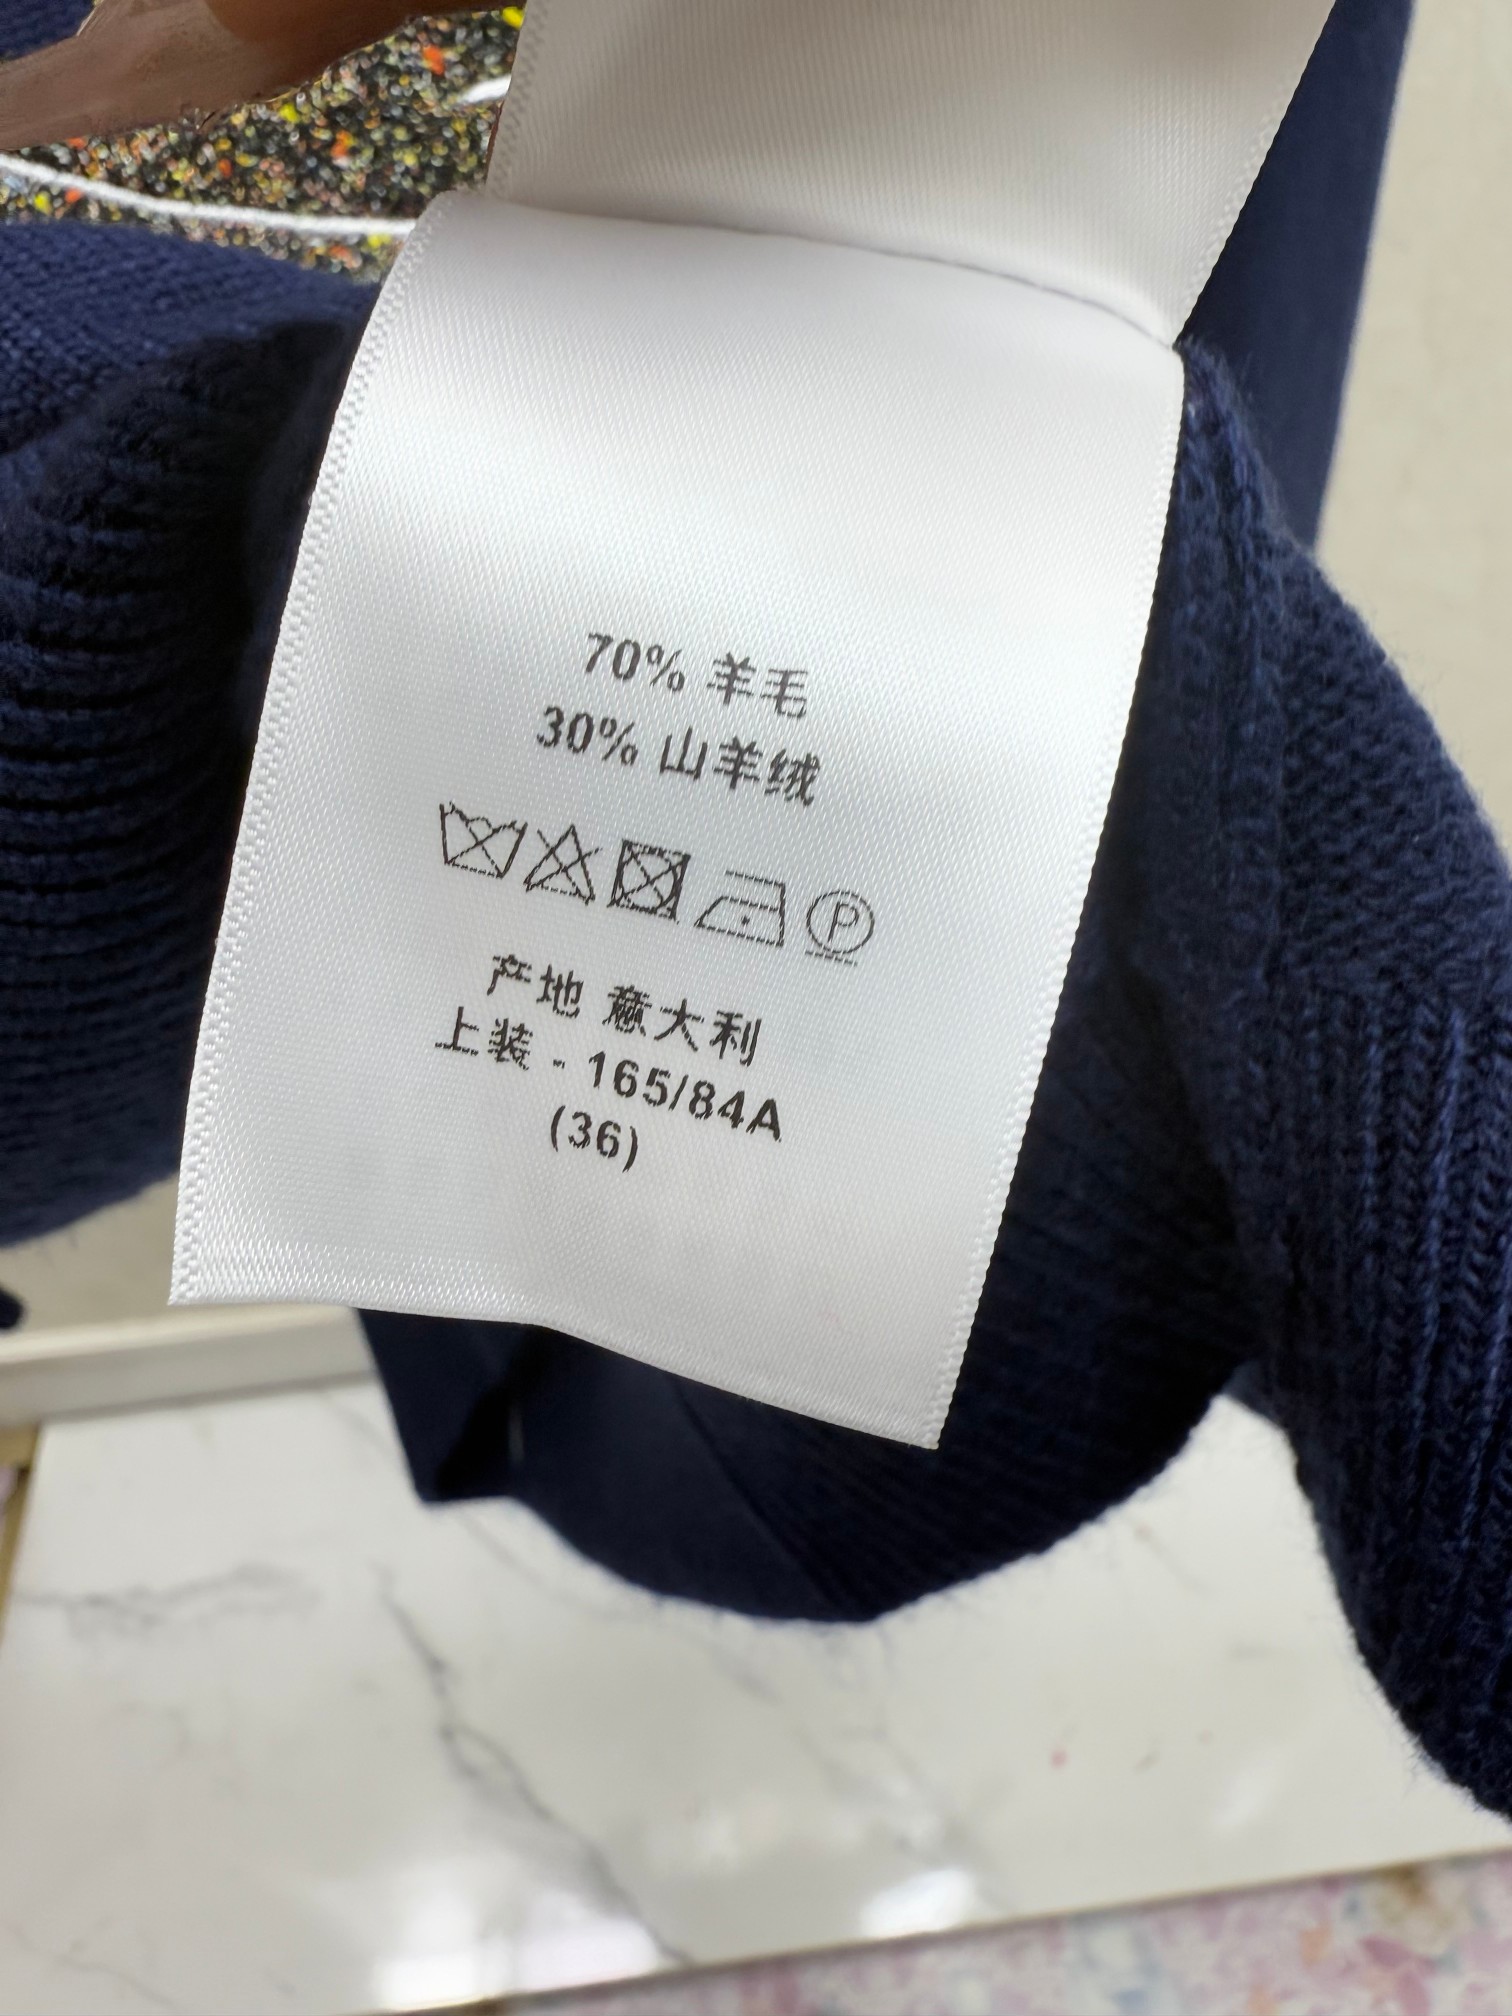 70% 羊毛
30% 山羊绒
P
产地 意大利
上装 - 165/84A
(36)